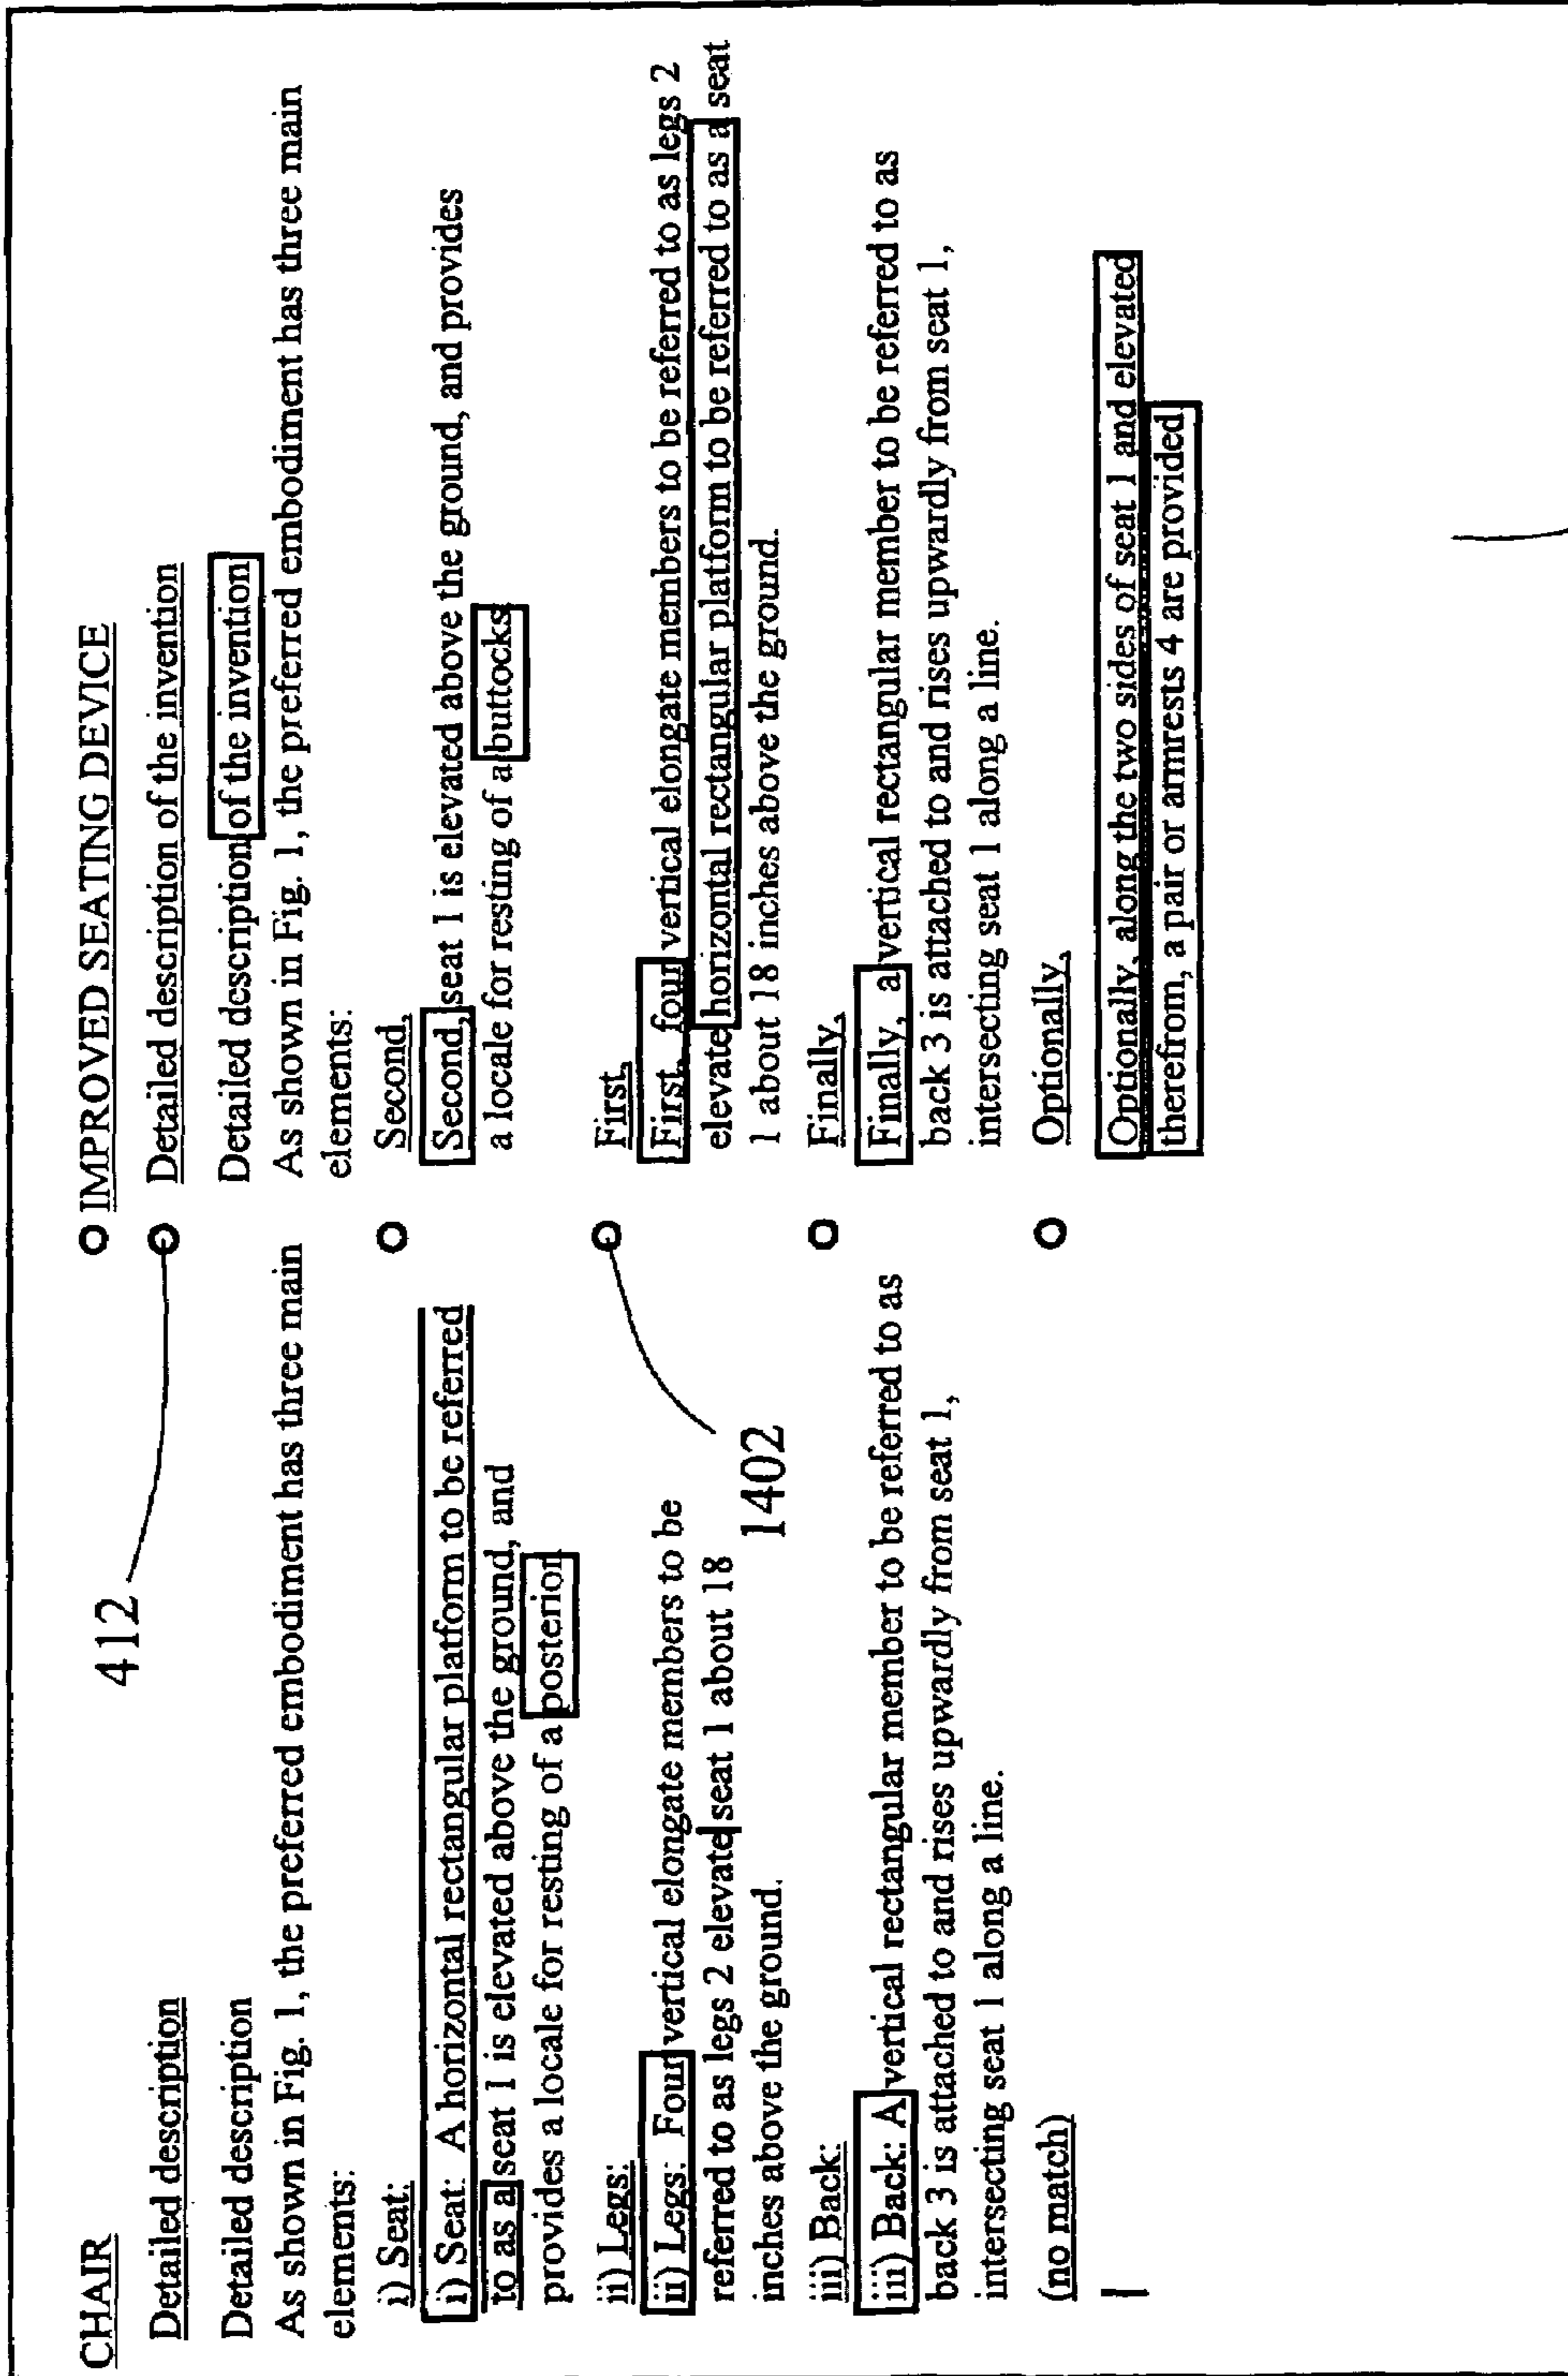 CHAIR
412
Detailed description
Detailed description
As shown in Fig. 1, the preferred embodiment has three main
elements:
i) Seat:
i) Seat: A horizontal rectangular platform to be referred
to as a seat 1 is elevated above the ground, and
provides a locale for resting of a posterior
ii) Legs:
ii) Legs: Four vertical elongate members to be
referred to as legs 2 elevate seat 1 about 18
inches above the ground.
1402
iii) Back:
iii) Back: A vertical rectangular member to be referred to as
back 3 is attached to and rises upwardly from seat 1,
intersecting seat 1 along a line.
(no match)
IMPROVED SEATING DEVICE
Detailed description of the invention
Detailed description of the invention
As shown in Fig. 1, the preferred embodiment has three main
elements:
Second,
Second, seat 1 is elevated above the ground, and provides
a locale for resting of a buttocks
First,
First, four vertical elongate members to be referred to as legs 2
elevate horizontal rectangular platform to be referred to as a seat
1 about 18 inches above the ground.
Finally,
Finally, a vertical rectangular member to be referred to as
back 3 is attached to and rises upwardly from seat 1,
intersecting seat 1 along a line.
Optionally,
Optionally, along the two sides of seat 1 and elevated
therefrom, a pair or armrests 4 are provided